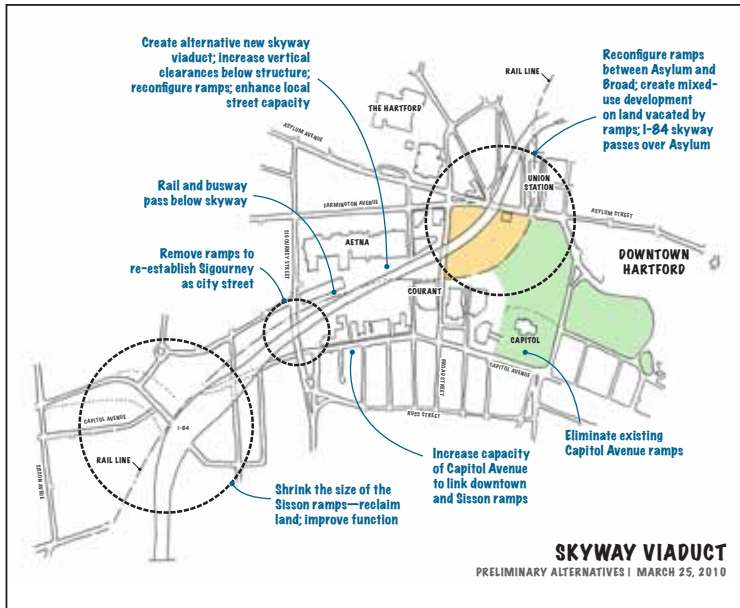 Create alternative new skyway
viaduct; increase vertical
clearances below structure;
reconfigure ramps; enhance local
street capacity
Reconfigure ramps
between Asylum and
Broad; create mixed-
use development
on land vacated by
ramps; I-84 skyway
passes over Asylum
RAIL LINE
THE HARTFORD
ASYLUM AVENUE
UNION
STATION
Rail and busway
pass below skyway
FARMINGTON AVENUE
ASYLUM STREET
AETNA
SIGOURNEY STREET
DOWNTOWN
HARTFORD
Remove ramps to
re-establish Sigourney
as city street
COURANT
CAPITOL
BROAD STREET
CAPITOL AVENUE
RUSS STREET
CAPITOL AVENUE
I-84
RAIL LINE
SISSON AVENUE
Eliminate existing
Capitol Avenue ramps
Increase capacity
of Capitol Avenue
to link downtown
and Sisson ramps
Shrink the size of the
Sisson ramps—reclaim
land; improve function
SKYWAY VIADUCT
PRELIMINARY ALTERNATIVES | MARCH 25, 2010